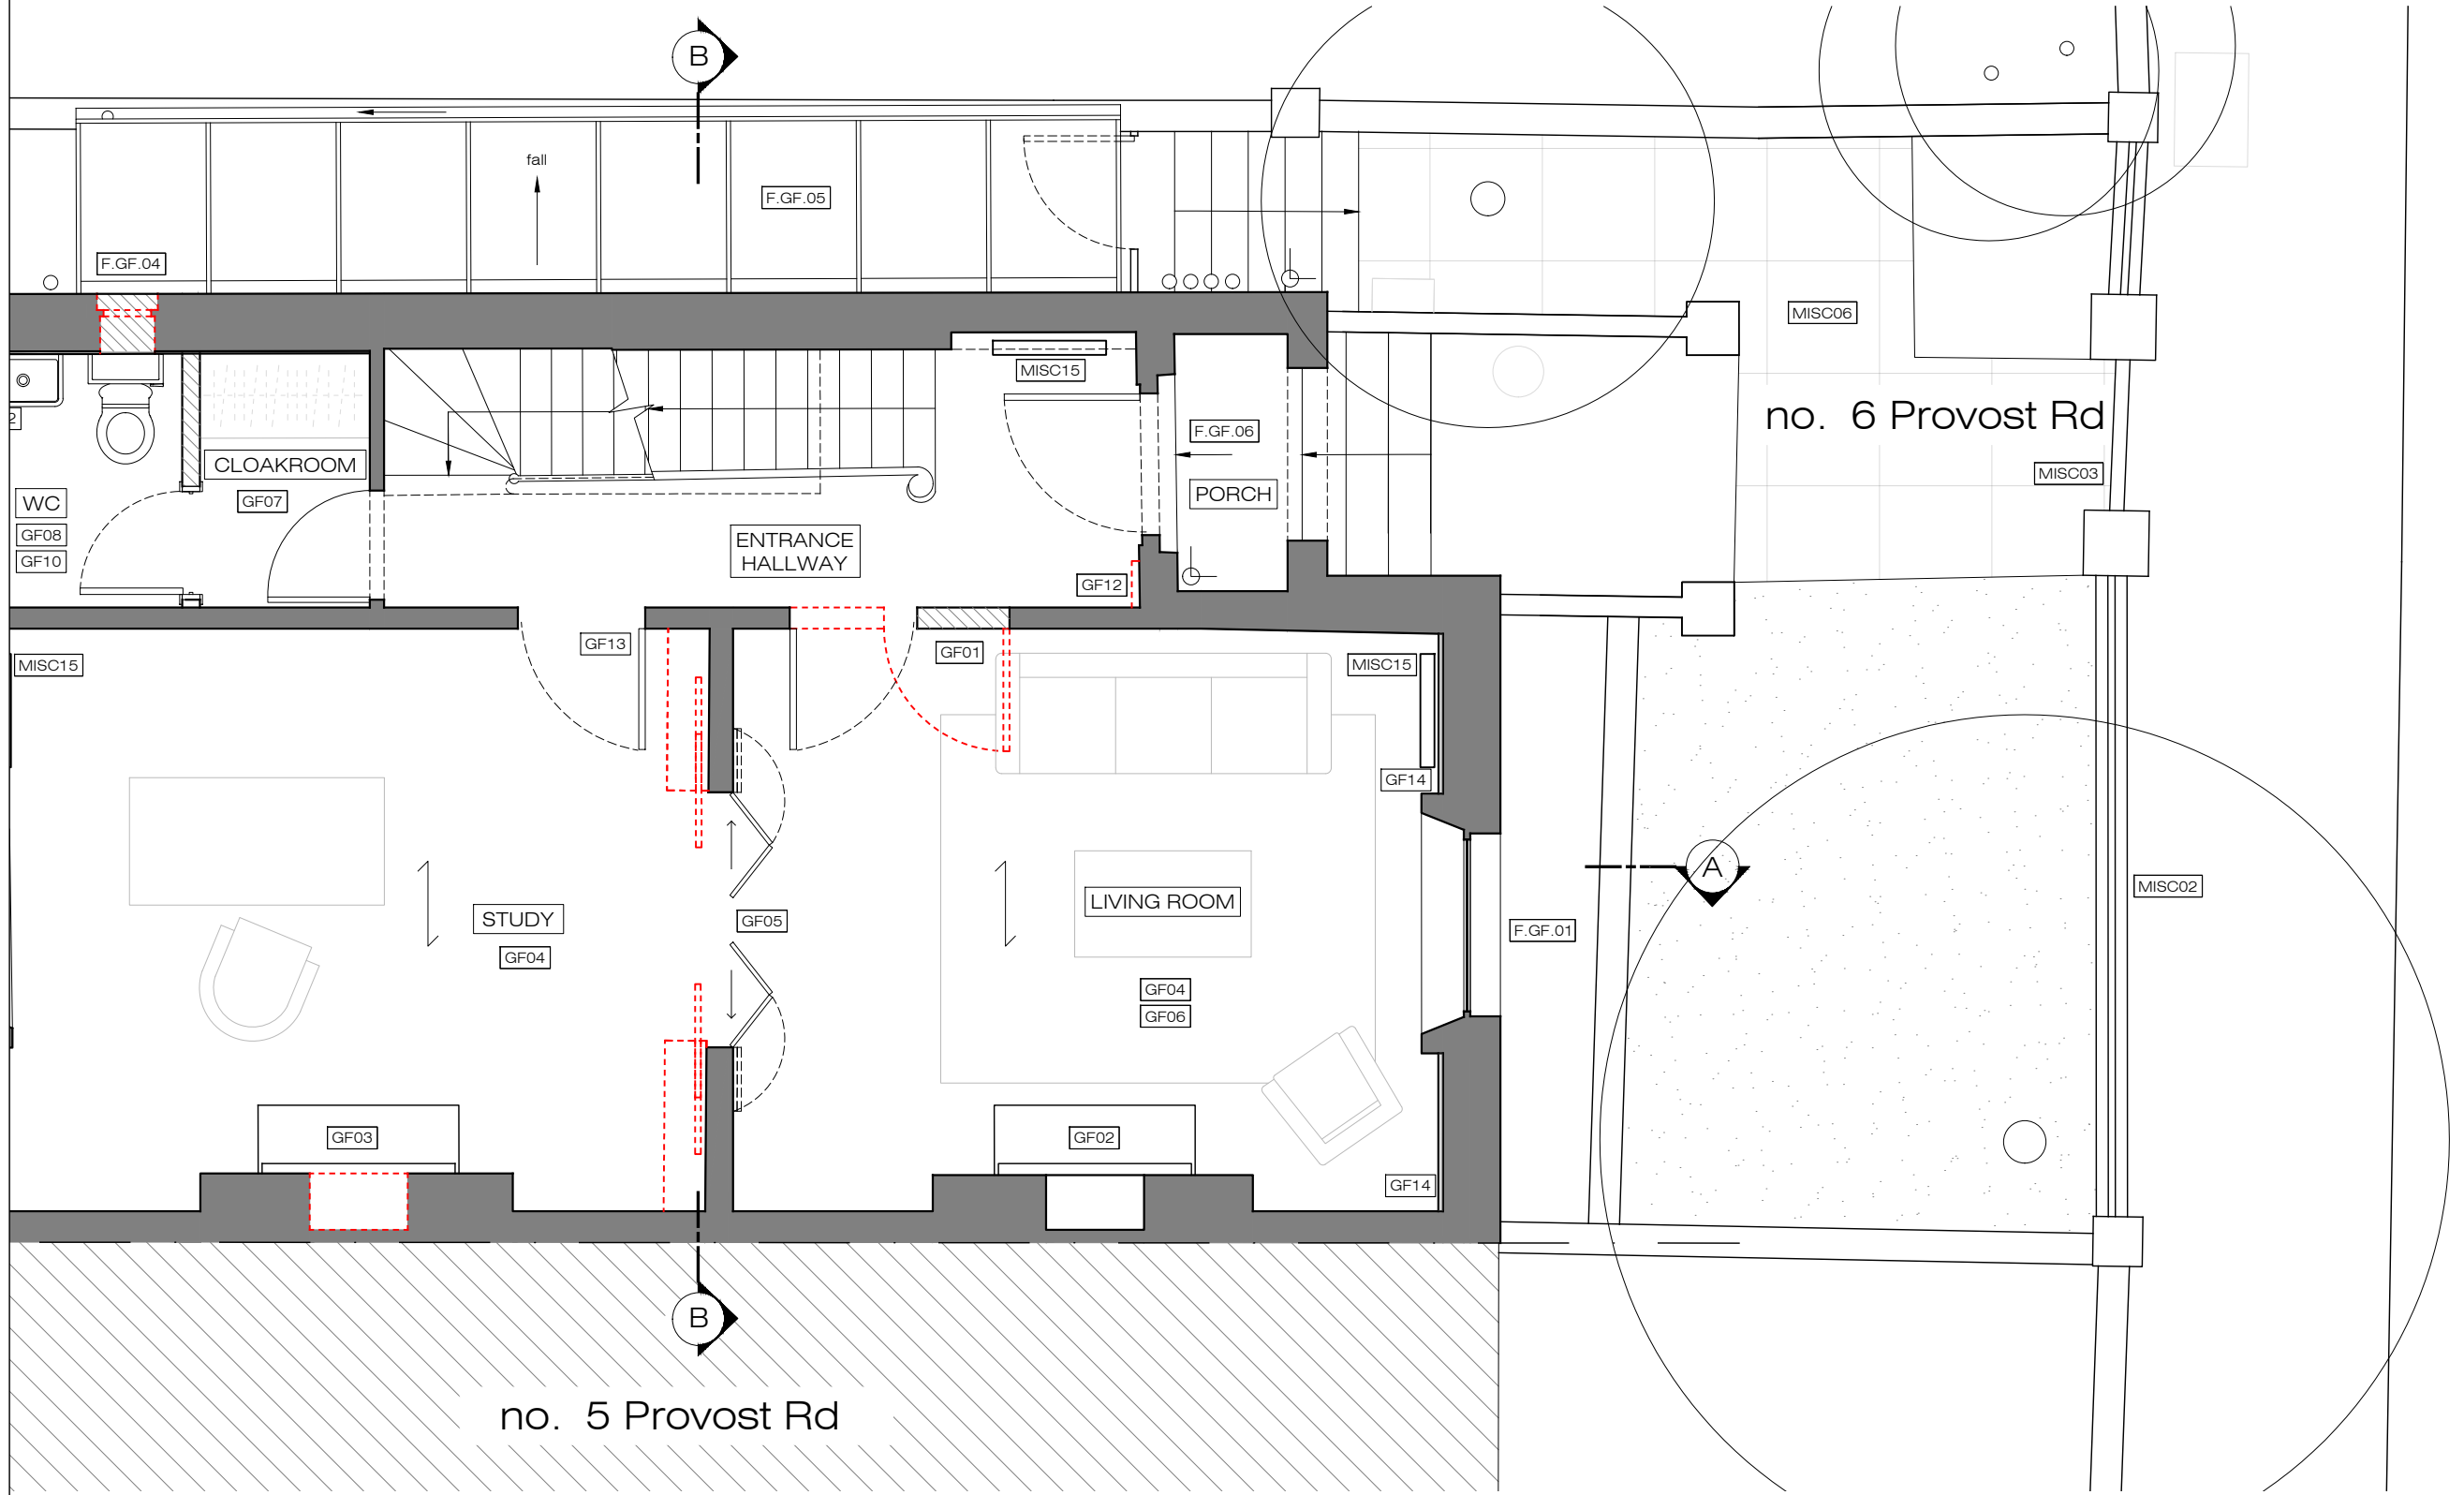 B
fall
F.GF.05
F.GF.04
MISC06
MISC15
no. 6 Provost Rd
2
F.GF.06
CLOAKROOM
MISC03
PORCH
GF07
WC
GF08
GF10
ENTRANCE
HALLWAY
GF12
GF13
GF01
MISC15
MISC15
GF14
A
MISC02
LIVING ROOM
STUDY
GF05
F.GF.01
GF04
GF04
GF06
GF03
GF02
GF14
B
no. 5 Provost Rd